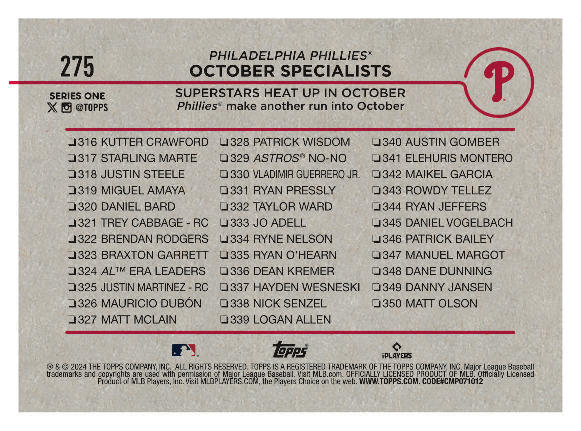 275
PHILADELPHIA PHILLIES®
OCTOBER SPECIALISTS
SERIES ONE
X @TOPPS
SUPERSTARS HEAT UP IN OCTOBER
Phillies® make another run into October
P
❏316 KUTTER CRAWFORD
❏317 STARLING MARTE
❏318 JUSTIN STEELE
❏319 MIGUEL AMAYA
❏320 DANIEL BARD
❏321 TREY CABBAGE - RC
❏322 BRENDAN RODGERS
❏323 BRAXTON GARRETT
❏324 AL™ ERA LEADERS
❏325 JUSTIN MARTINEZ - RC
❏326 MAURICIO DUBÓN
❏327 MATT MCLAIN
❏328 PATRICK WISDOM
❏329 ASTROS® NO-NO
❏330 VLADIMIR GUERRERO JR.
❏331 RYAN PRESSLY
❏332 TAYLOR WARD
❏333 JO ADELL
❏334 RYNE NELSON
❏335 RYAN O'HEARN
❏336 DEAN KREMER
❏337 HAYDEN WESNESKI
❏338 NICK SENZEL
❏339 LOGAN ALLEN
❏340 AUSTIN GOMBER
❏341 ELEHURIS MONTERO
❏342 MAIKEL GARCIA
❏343 ROWDY TELLEZ
❏344 RYAN JEFFERS
❏345 DANIEL VOGELBACH
❏346 PATRICK BAILEY
❏347 MANUEL MARGOT
❏348 DANE DUNNING
❏349 DANNY JANSEN
❏350 MATT OLSON
Topps
iPLAYERS
® & © 2024 THE TOPPS COMPANY, INC. ALL RIGHTS RESERVED. TOPPS IS A REGISTERED TRADEMARK OF THE TOPPS COMPANY, INC. Major League Baseball
trademarks and copyrights are used with permission of Major League Baseball. Visit MLB.com. OFFICIALLY LICENSED PRODUCT OF MLB. Officially Licensed
Product of MLB Players, Inc. Visit MLBPLAYERS.COM, the Players Choice on the web. WWW.TOPPS.COM. CODE#CMP071012